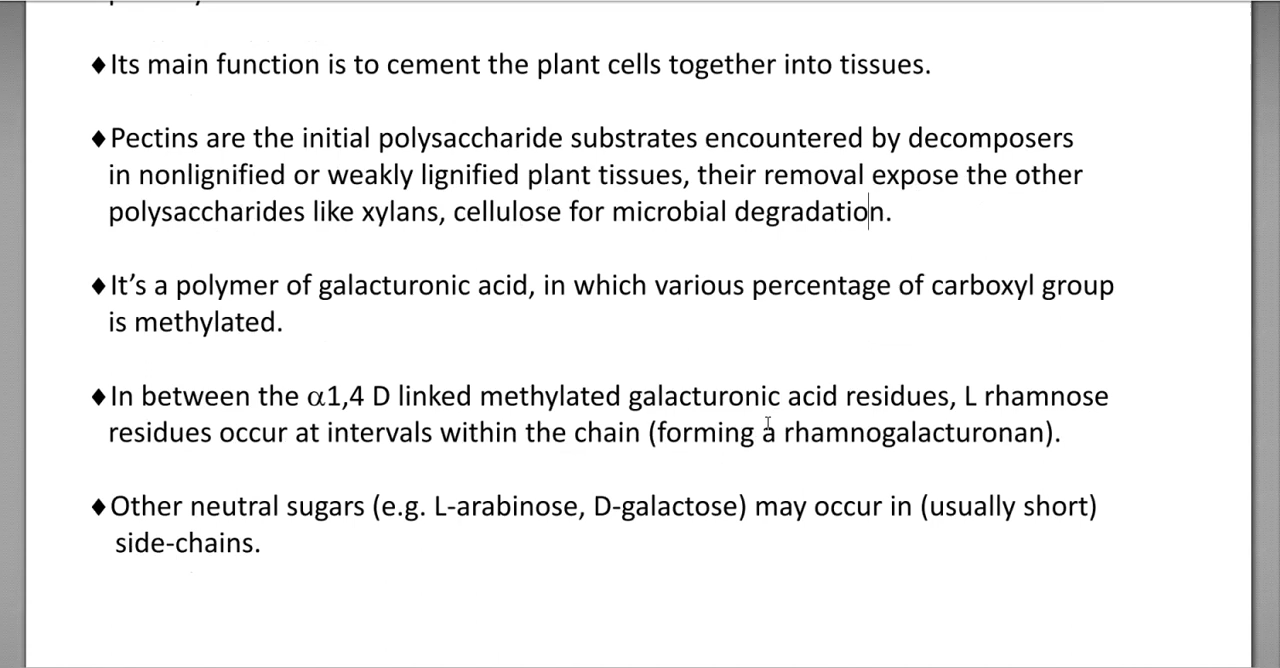 ♦Its main function is to cement the plant cells together into tissues.
♦Pectins are the initial polysaccharide substrates encountered by decomposers
in nonlignified or weakly lignified plant tissues, their removal expose the other
polysaccharides like xylans, cellulose for microbial degradation.
♦It’s a polymer of galacturonic acid, in which various percentage of carboxyl group
is methylated.
♦In between the α1,4 D linked methylated galacturonic acid residues, L rhamnose
residues occur at intervals within the chain (forming a rhamnogalacturonan).
♦Other neutral sugars (e.g. L-arabinose, D-galactose) may occur in (usually short)
side-chains.